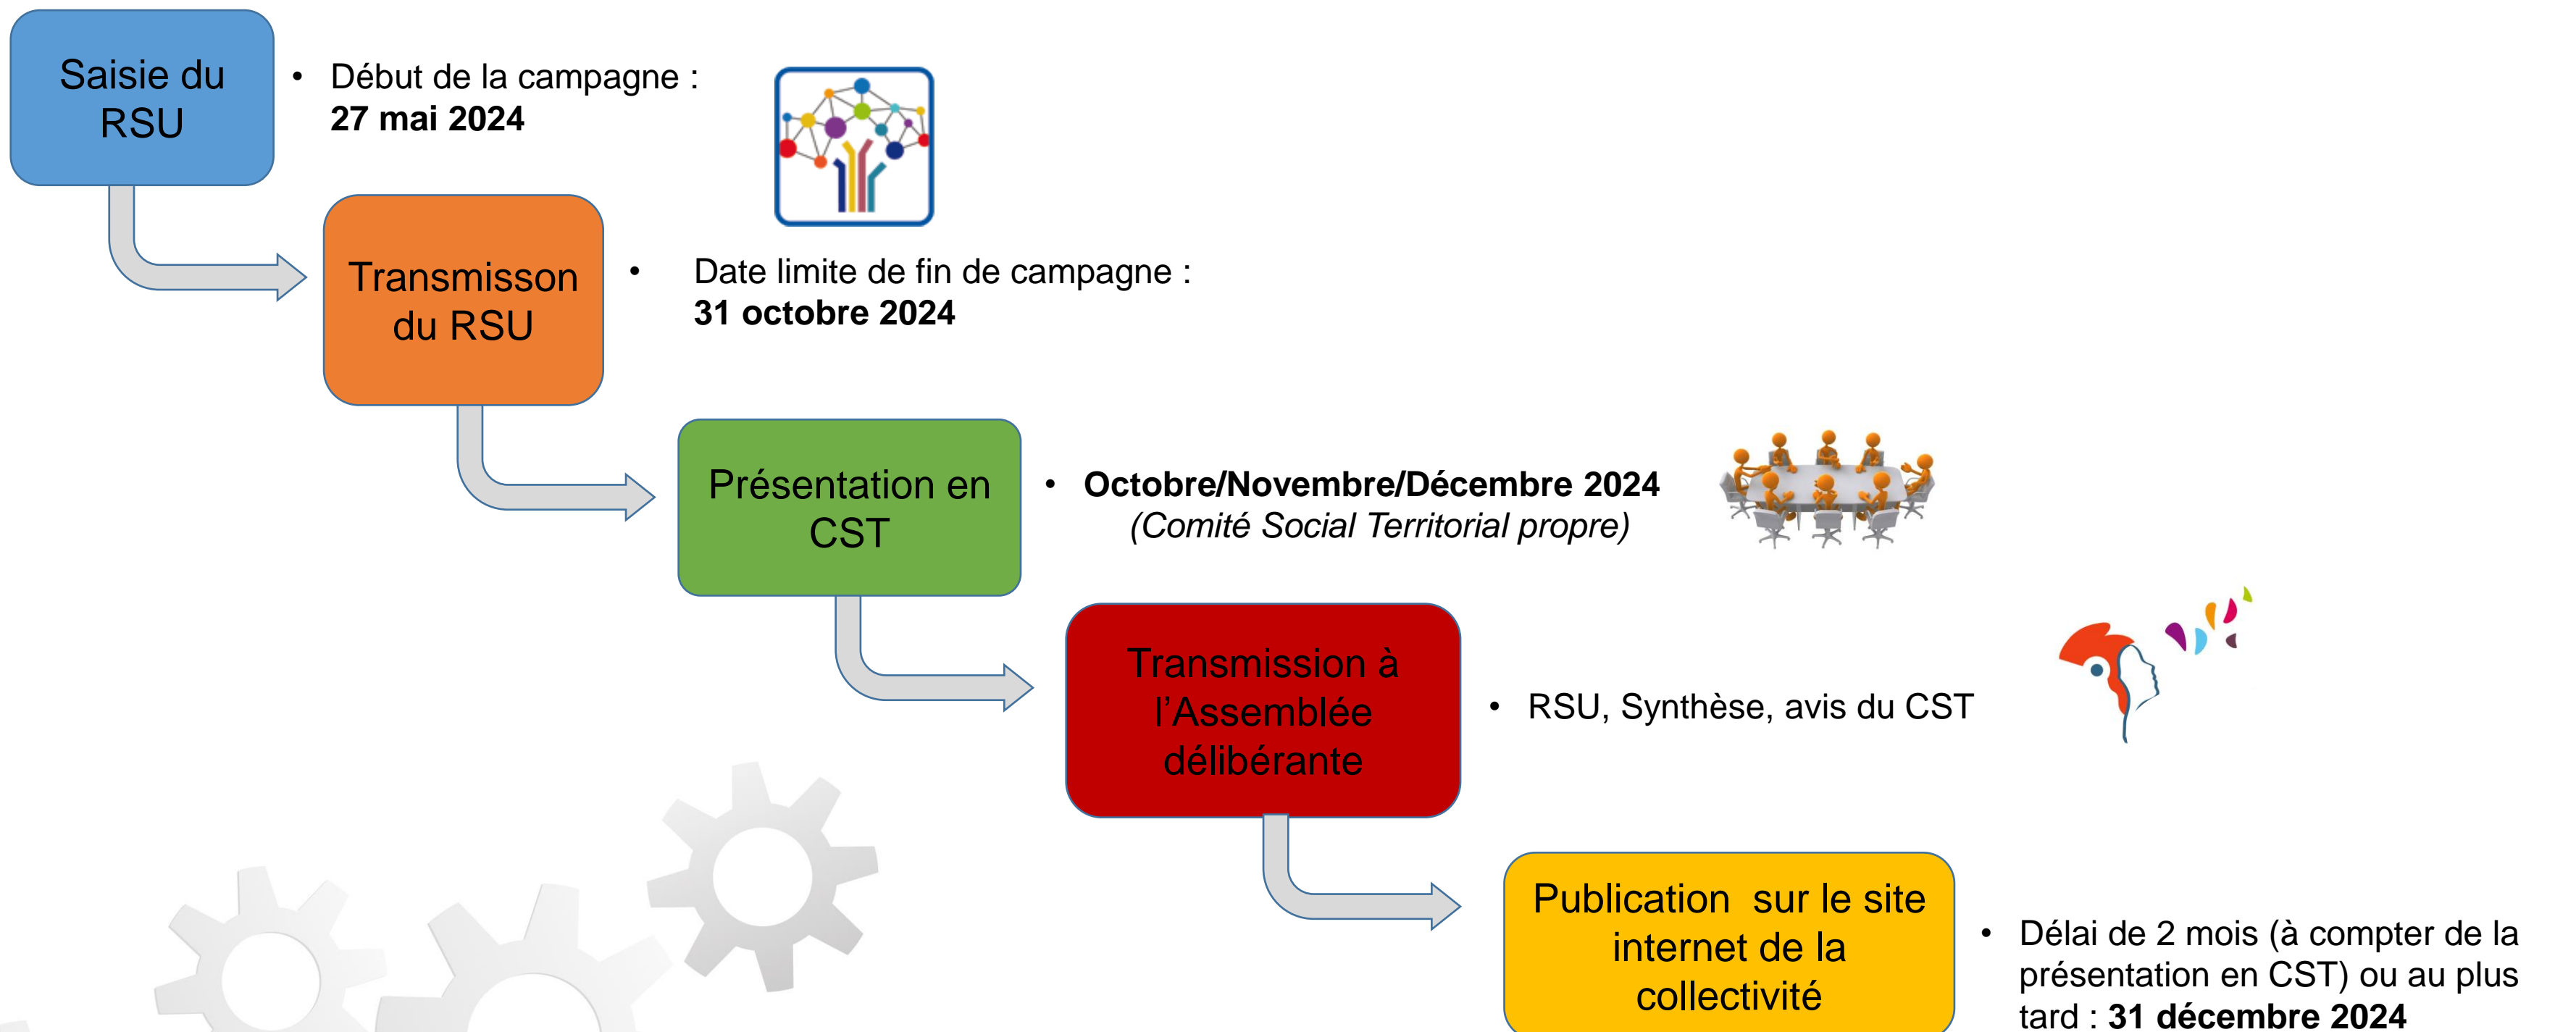 Saisie du
RSU
• Début de la campagne :
27 mai 2024
Transmisson
du RSU
• Date limite de fin de campagne :
31 octobre 2024
Présentation en
CST
• Octobre/Novembre/Décembre 2024
(Comité Social Territorial propre)
Transmission à
l’Assemblée
délibérante
• RSU, Synthèse, avis du CST
Publication sur le site
internet de la
collectivité
• Délai de 2 mois (à compter de la
présentation en CST) ou au plus
tard : 31 décembre 2024